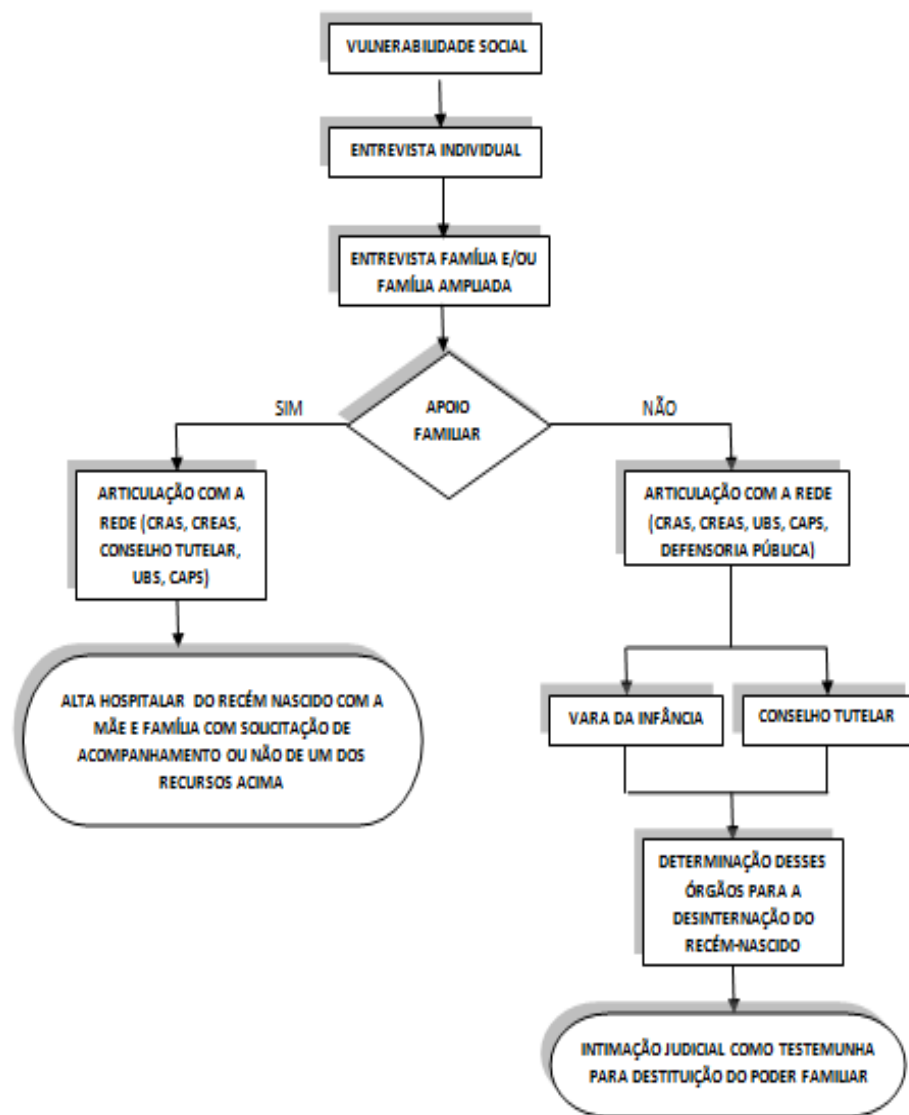 VULNERABILIDADE SOCIAL
ENTREVISTA INDIVIDUAL
ENTREVISTA FAMÍLIA E/OU
FAMÍLIA AMPLIADA
APOIO
FAMILIAR
SIM
NÃO
ARTICULAÇÃO COM A
REDE (CRAS, CREAS,
CONSELHO TUTELAR,
UBS, CAPS)
ARTICULAÇÃO COM A REDE
(CRAS, CREAS, UBS, CAPS,
DEFENSORIA PÚBLICA)
ALTA HOSPITALAR DO RECÉM NASCIDO COM A
MÃE E FAMÍLIA COM SOLICITAÇÃO DE
ACOMPANHAMENTO OU NÃO DE UM DOS
RECURSOS ACIMA
VARA DA INFÂNCIA
CONSELHO TUTELAR
DETERMINAÇÃO DESSES
ÓRGÃOS PARA A
DESINTERNAÇÃO DO
RECÉM-NASCIDO
INTIMAÇÃO JUDICIAL COMO TESTEMUNHA
PARA DESTITUIÇÃO DO PODER FAMILIAR